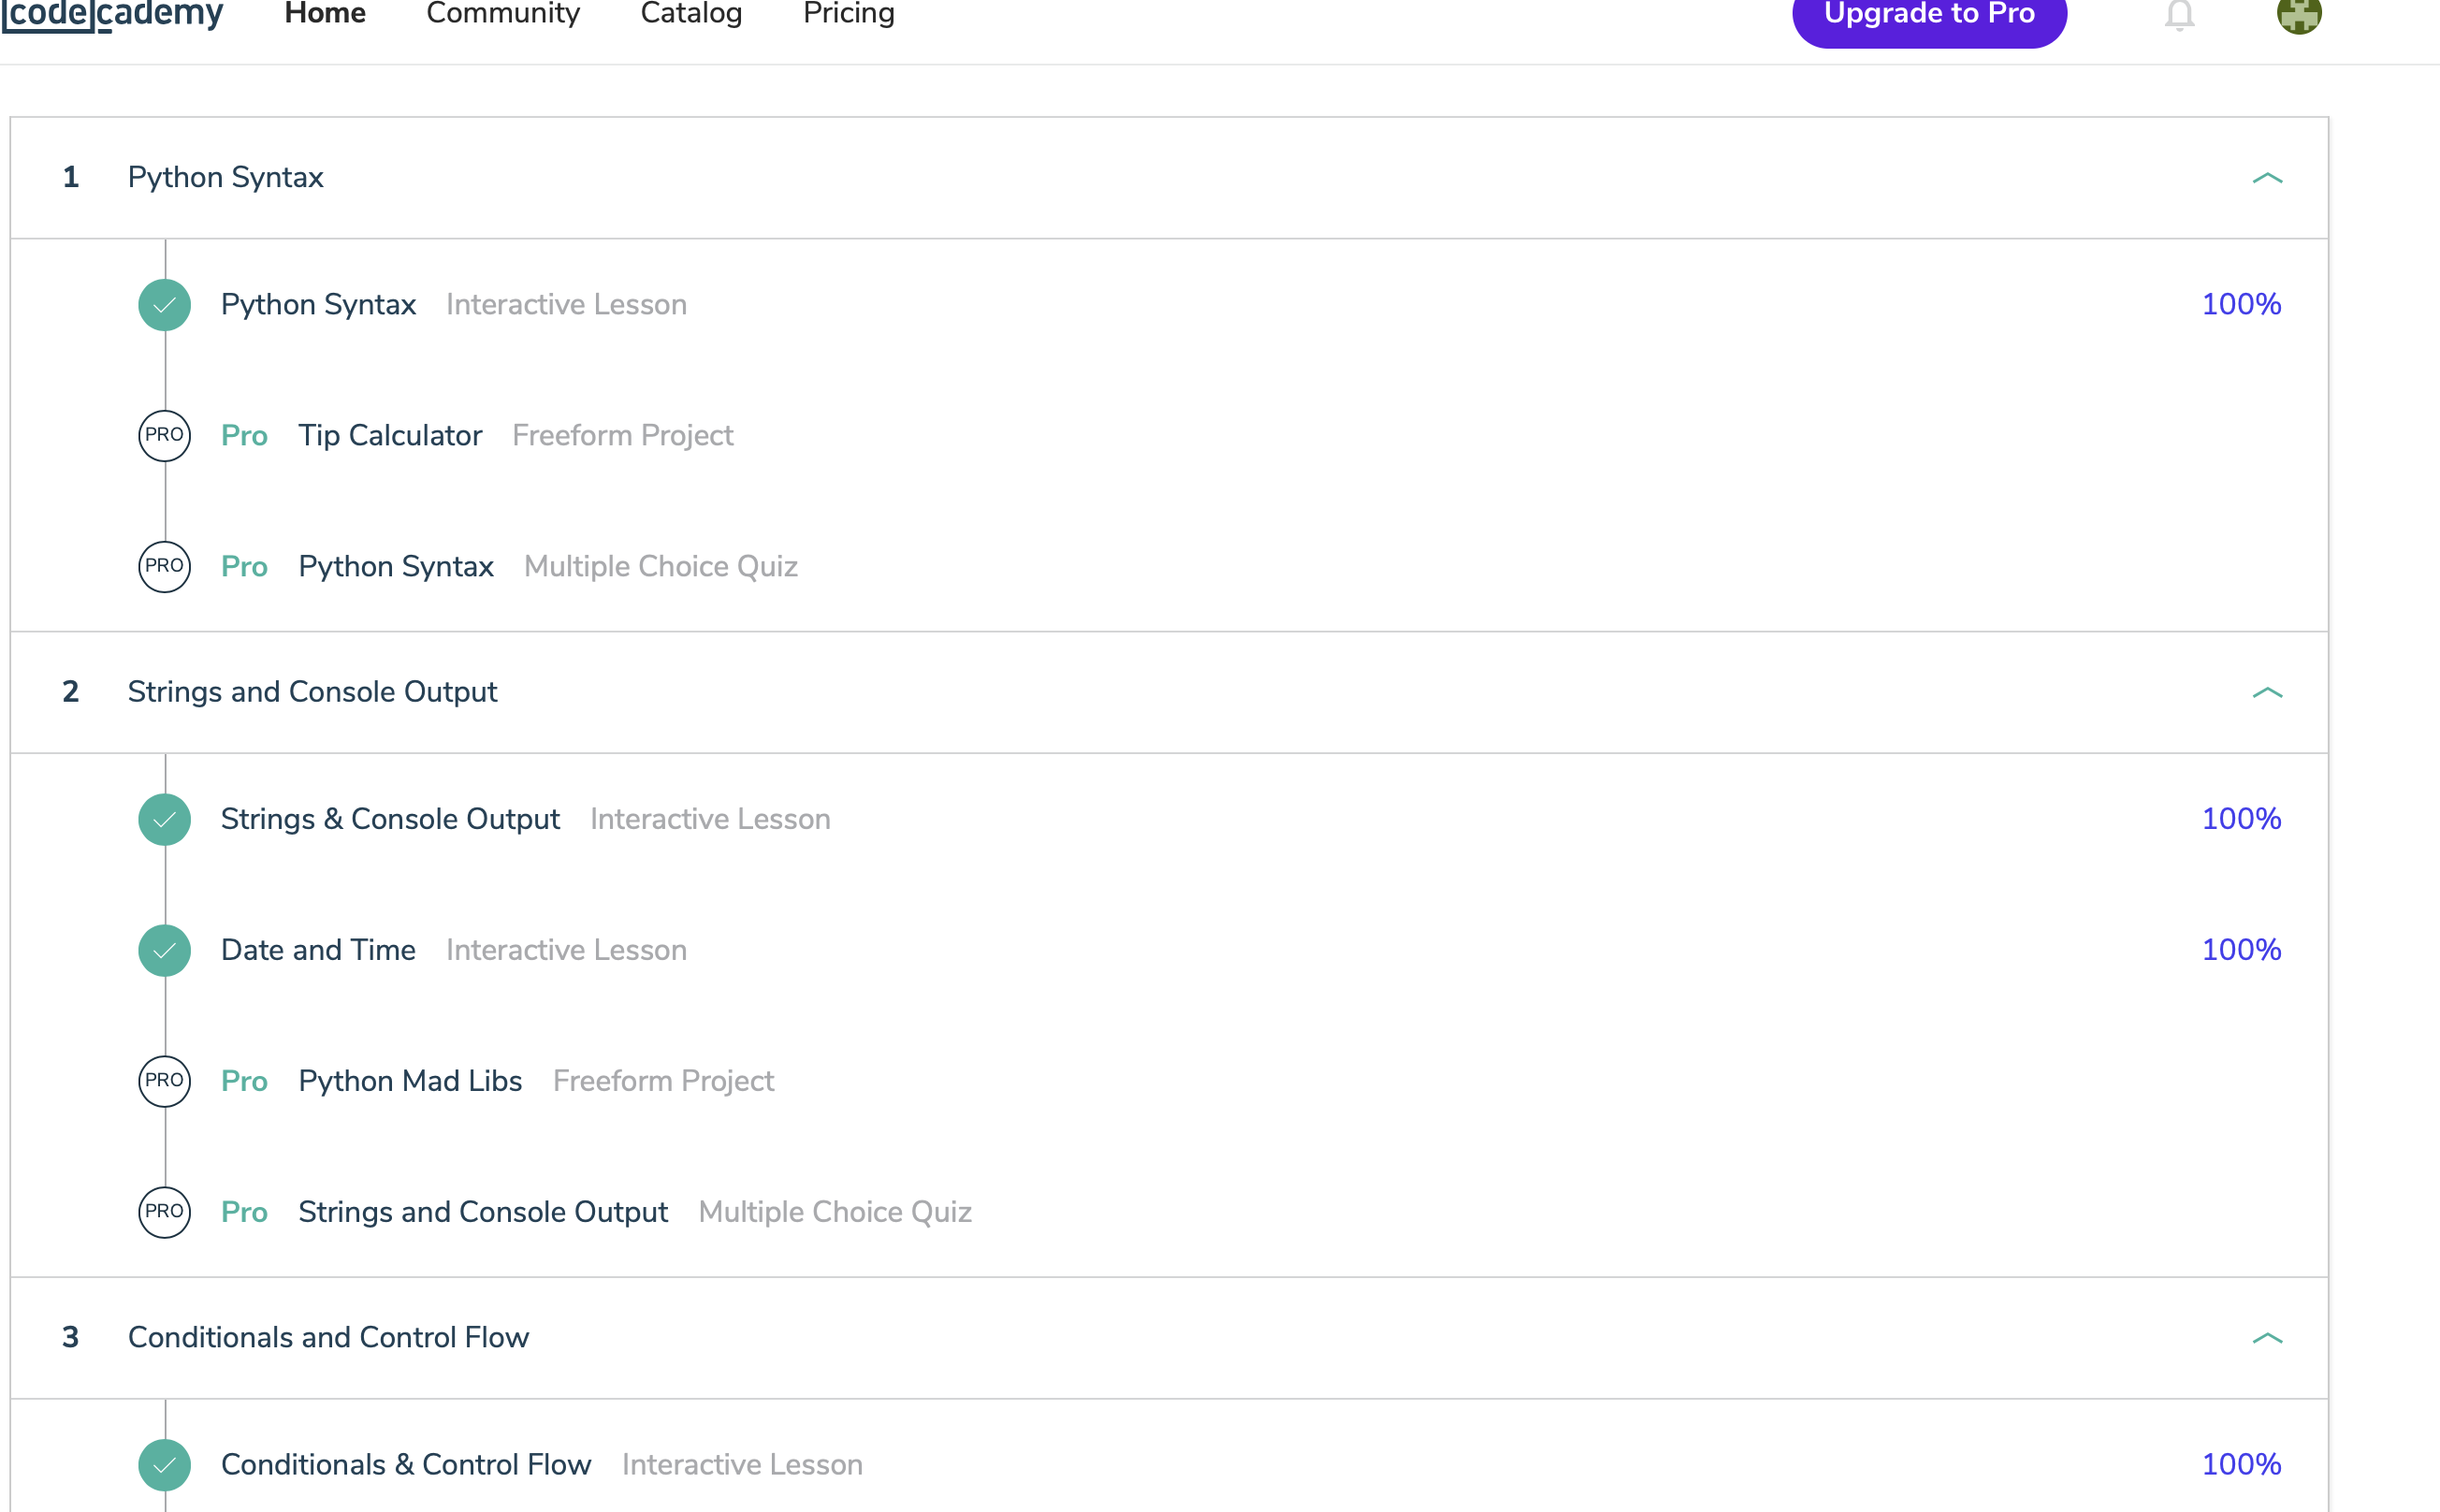 codecademy Home Community Catalog Pricing Upgrade to Pro
1 Python Syntax
Python Syntax Interactive Lesson 100%
PRO Pro Tip Calculator Freeform Project
PRO Pro Python Syntax Multiple Choice Quiz
2 Strings and Console Output
Strings & Console Output Interactive Lesson 100%
Date and Time Interactive Lesson 100%
PRO Pro Python Mad Libs Freeform Project
PRO Pro Strings and Console Output Multiple Choice Quiz
3 Conditionals and Control Flow
Conditionals & Control Flow Interactive Lesson 100%